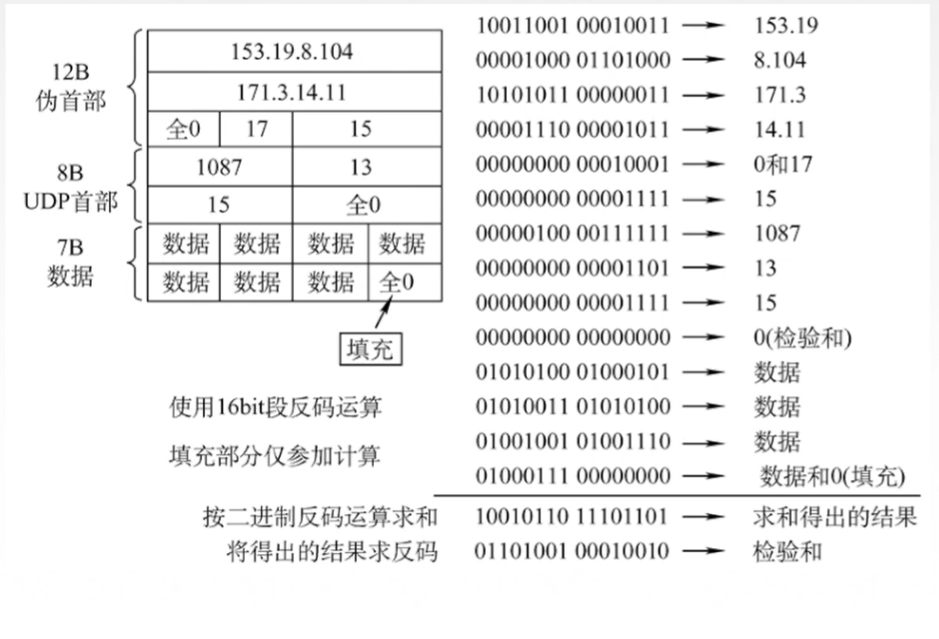 12B
伪首部
153.19.8.104
171.3.14.11
全0 17 15
8B
UDP首部
1087 13
15 全0
7B
数据
数据 数据 数据 数据
数据 数据 数据 全0
填充
使用16bit段反码运算
填充部分仅参加计算
10011001 00010011 → 153.19
00001000 01101000 → 8.104
10101011 00000011 → 171.3
00001110 00001011 → 14.11
00000000 00010001 → 0和17
00000000 00001111 → 15
00000100 00111111 → 1087
00000000 00001101 → 13
00000000 00001111 → 15
00000000 00000000 → 0(检验和)
01010100 01000101 → 数据
01010011 01010100 → 数据
01001001 01001110 → 数据
01000111 00000000 → 数据和0(填充)
按二进制反码运算求和 10010110 11101101 → 求和得出的结果
将得出的结果求反码 01101001 00010010 → 检验和